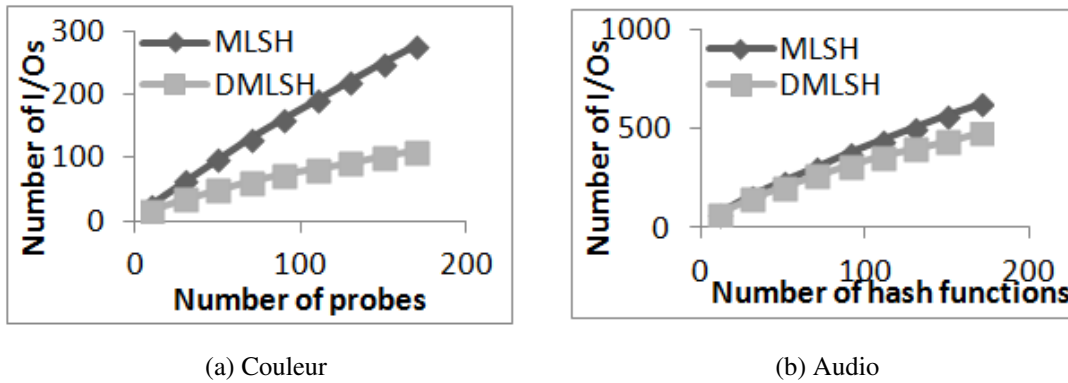 Number of I/Os
300
200
100
0
MLSH
DMLSH
0
100
200
Number of probes
(a) Couleur
Number of I/Os
1000
500
0
MLSH
DMLSH
0
100
200
Number of hash functions
(b) Audio